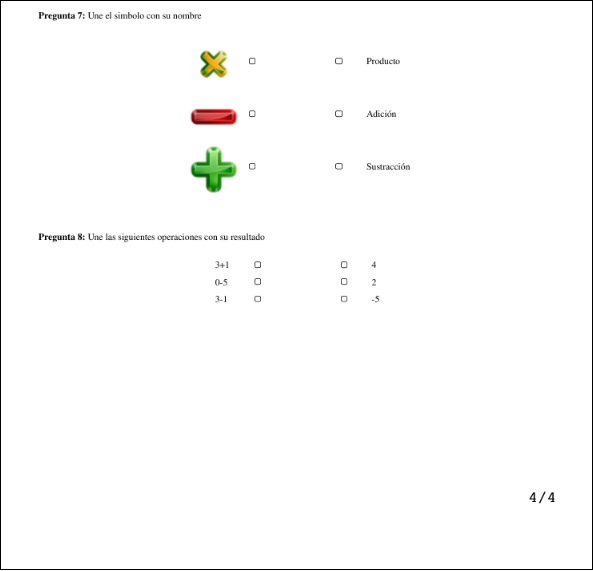 Pregunta 7: Une el simbolo con su nombre
Producto
Adición
Sustracción
Pregunta 8: Une las siguientes operaciones con su resultado
3+1 4
0-5 2
3-1 -5
4/4